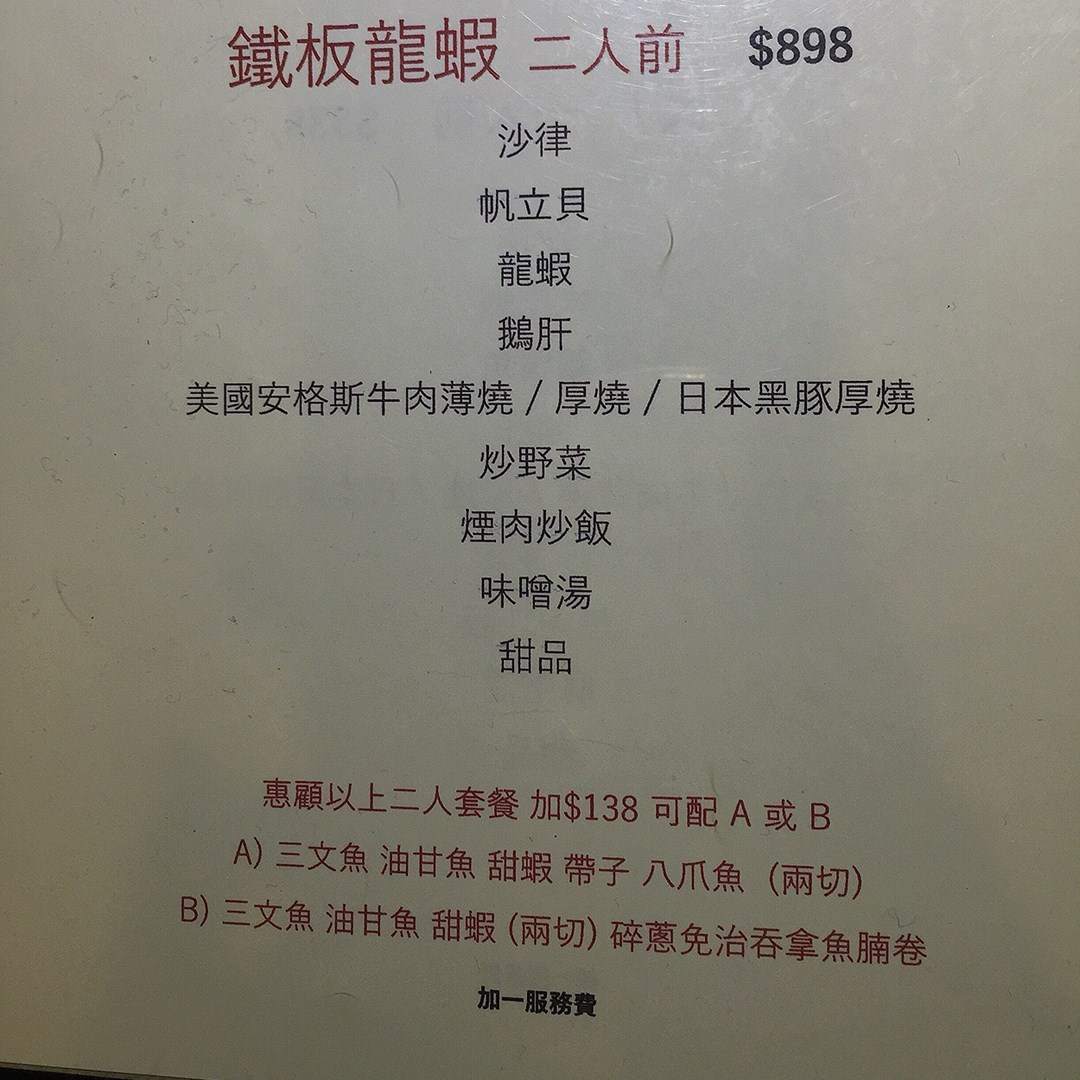 鐵板龍蝦 二人前 $898
沙律
帆立貝
龍蝦
鵝肝
美國安格斯牛肉薄燒 / 厚燒 / 日本黑豚厚燒
炒野菜
煙肉炒飯
味噌湯
甜品
惠顧以上二人套餐 加$138 可配 A 或 B
A) 三文魚 油甘魚 甜蝦 帶子 八爪魚 (兩切)
B) 三文魚 油甘魚 甜蝦 (兩切) 碎蔥免治吞拿魚腩卷
加一服務費